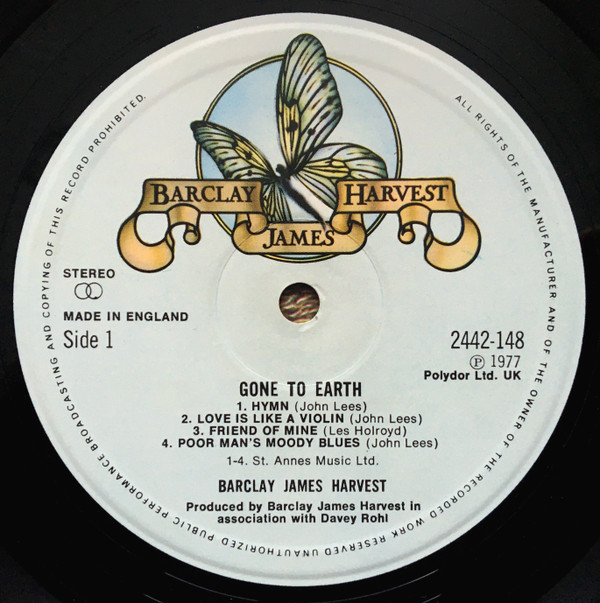 BARCLAY
JAMES
HARVEST
STEREO
MADE IN ENGLAND
Side 1
2442-148
Ⓟ 1977
Polydor Ltd. UK
GONE TO EARTH
1. HYMN (John Lees)
2. LOVE IS LIKE A VIOLIN (John Lees)
3. FRIEND OF MINE (Les Holroyd)
4. POOR MAN'S MOODY BLUES (John Lees)
1-4. St. Annes Music Ltd.
BARCLAY JAMES HARVEST
Produced by Barclay James Harvest in
association with Davey Rohl
ALL RIGHTS OF THE MANUFACTURER AND OF THE OWNER OF THE RECORDED WORK RESERVED UNAUTHORIZED PUBLIC PERFORMANCE BROADCASTING AND COPYING OF THIS RECORD PROHIBITED.